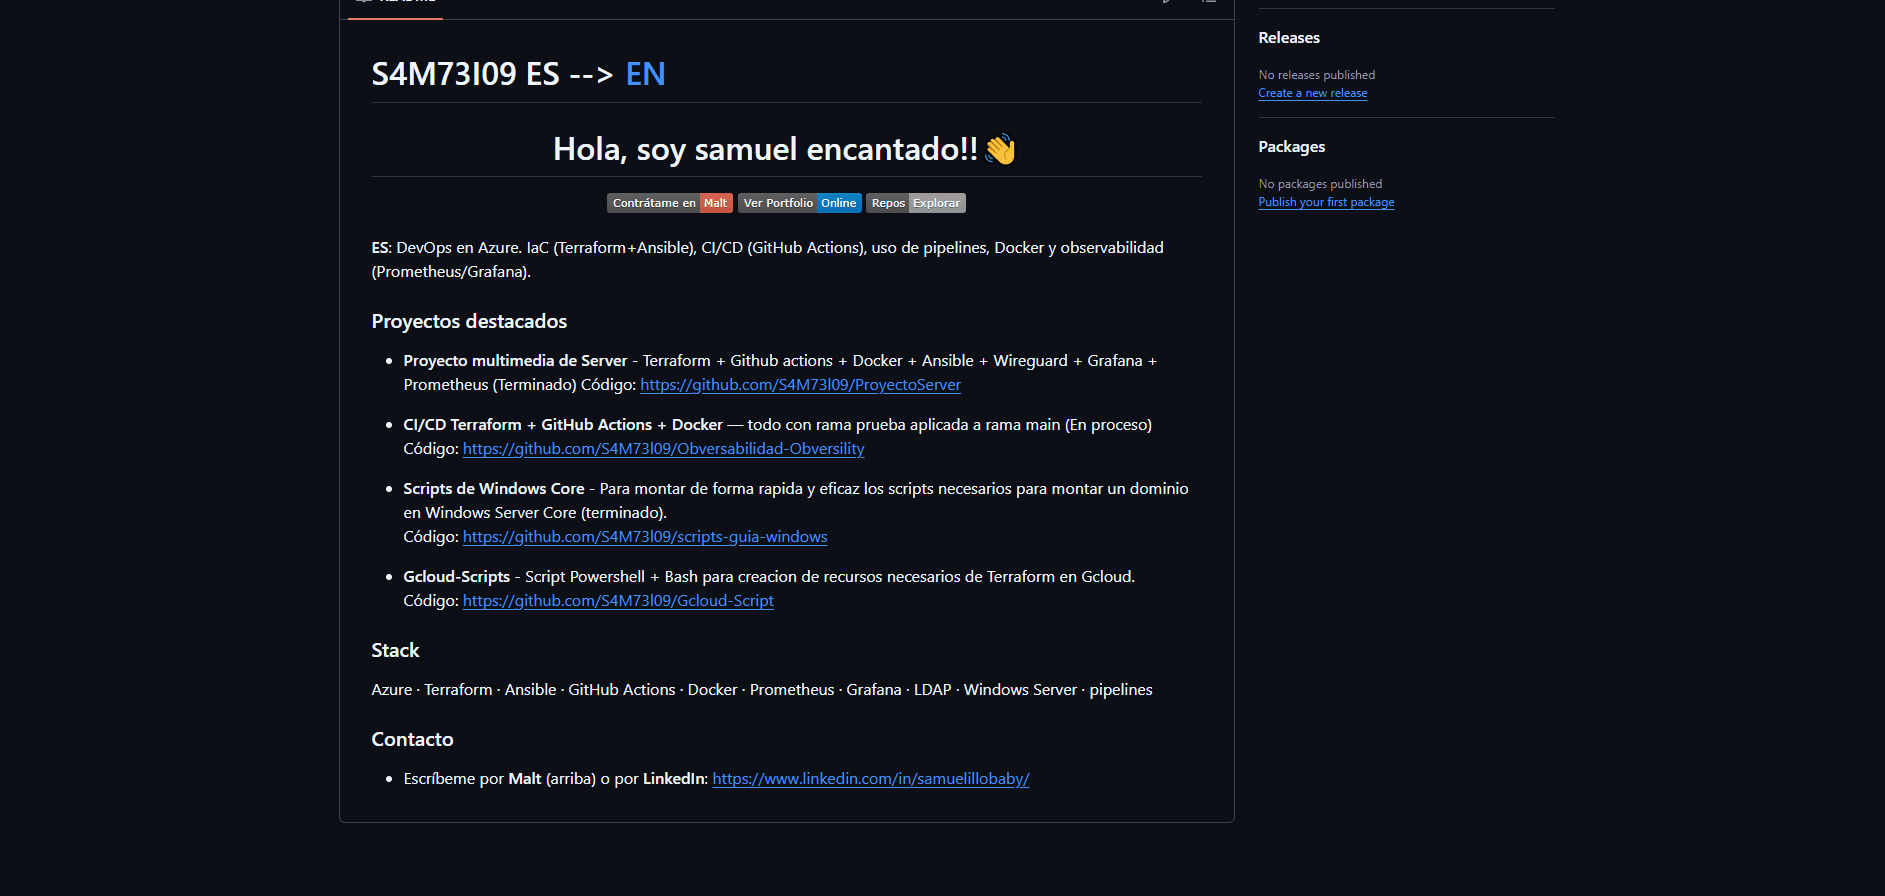 S4M73l09 ES --> EN
Hola, soy samuel encantado!!👋
Contrátame en Malt Ver Portfolio Online Repos Explorar
ES: DevOps en Azure. IaC (Terraform+Ansible), CI/CD (GitHub Actions), uso de pipelines, Docker y observabilidad
(Prometheus/Grafana).
Proyectos destacados
• Proyecto multimedia de Server - Terraform + Github actions + Docker + Ansible + Wireguard + Grafana +
Prometheus (Terminado) Código: https://github.com/S4M73l09/ProyectoServer
• CI/CD Terraform + GitHub Actions + Docker — todo con rama prueba aplicada a rama main (En proceso)
Código: https://github.com/S4M73l09/Obversabilidad-Obversility
• Scripts de Windows Core - Para montar de forma rapida y eficaz los scripts necesarios para montar un dominio
en Windows Server Core (terminado).
Código: https://github.com/S4M73l09/scripts-guia-windows
• Gcloud-Scripts - Script Powershell + Bash para creacion de recursos necesarios de Terraform en Gcloud.
Código: https://github.com/S4M73l09/Gcloud-Script
Stack
Azure · Terraform · Ansible · GitHub Actions · Docker · Prometheus · Grafana · LDAP · Windows Server · pipelines
Contacto
• Escríbeme por Malt (arriba) o por LinkedIn: https://www.linkedin.com/in/samuelillobaby/
Releases
No releases published
Create a new release
Packages
No packages published
Publish your first package